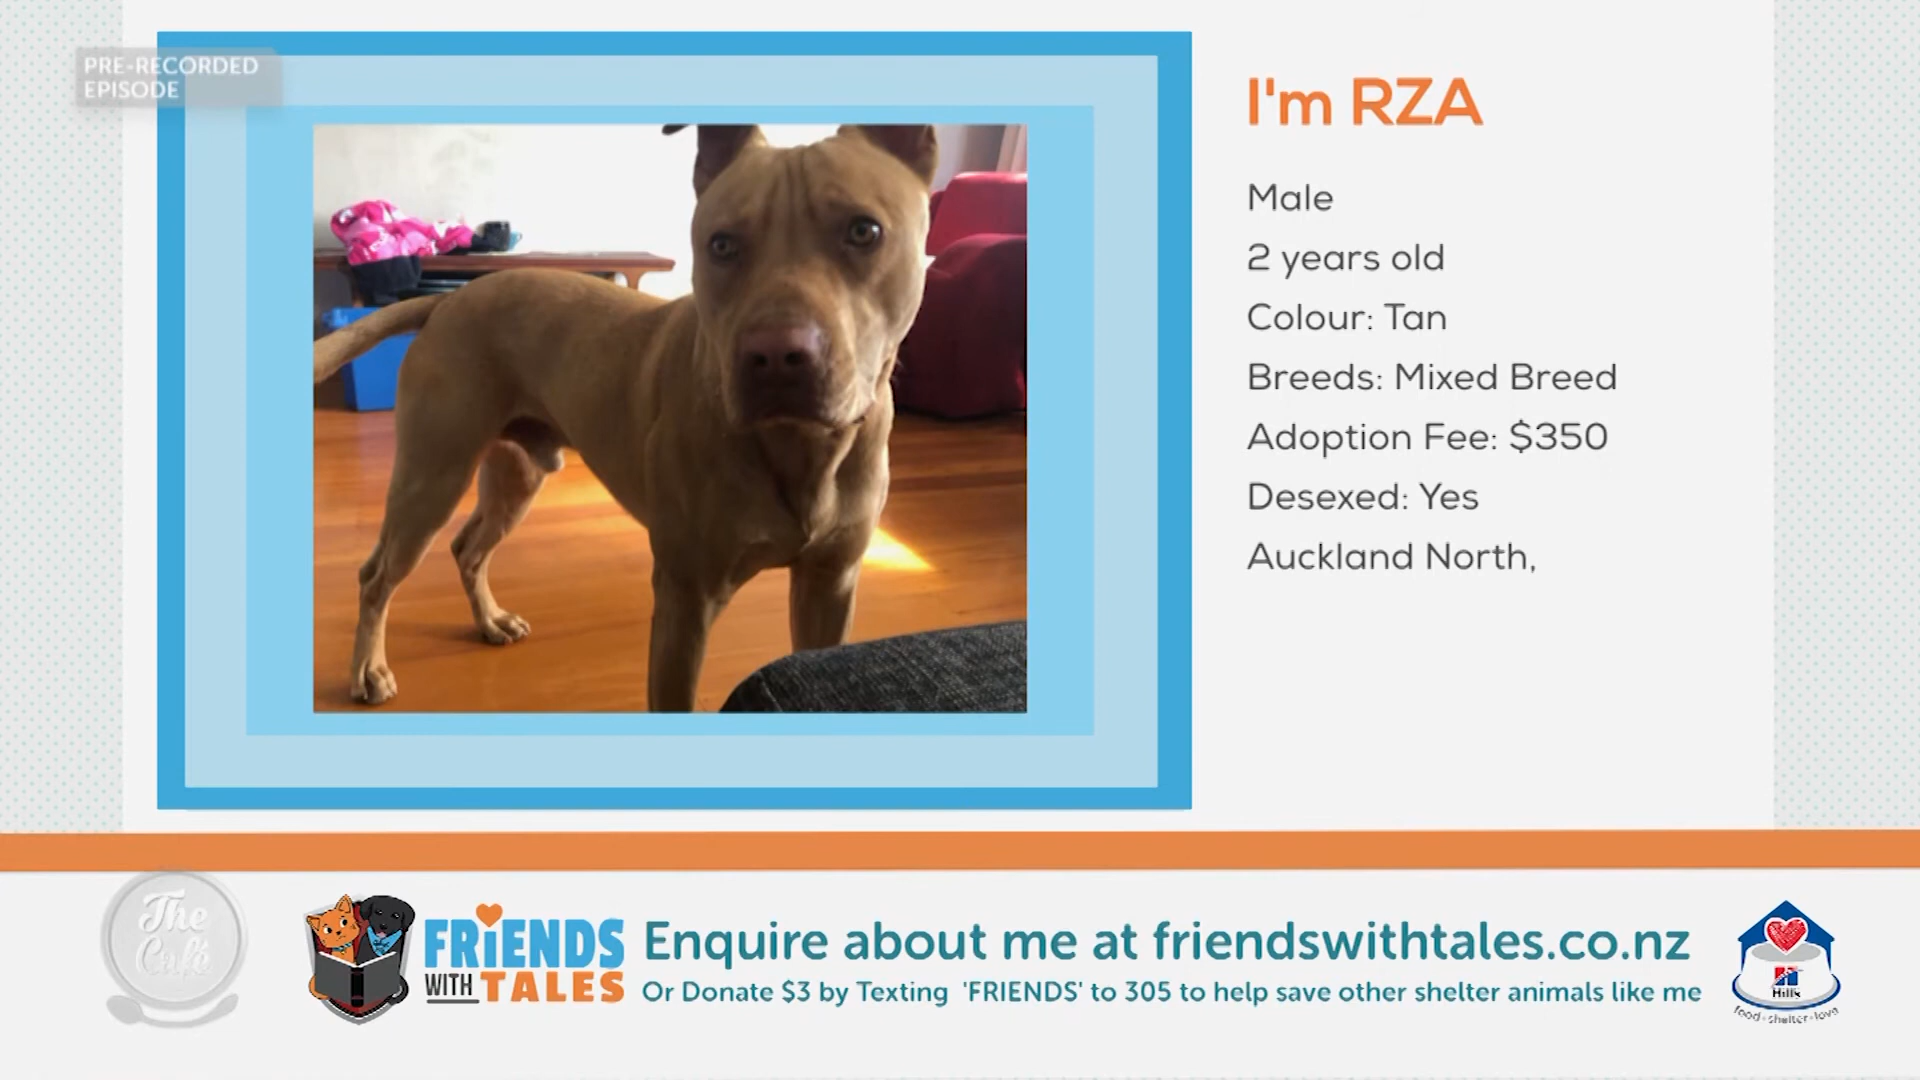 PRE-RECORDED
EPISODE
I'm RZA
Male
2 years old
Colour: Tan
Breeds: Mixed Breed
Adoption Fee: $350
Desexed: Yes
Auckland North,
The
Café
FRiENDS
WITH TALES
Enquire about me at friendswithtales.co.nz
Or Donate $3 by Texting 'FRIENDS' to 305 to help save other shelter animals like me
Hill's
food•shelter•love